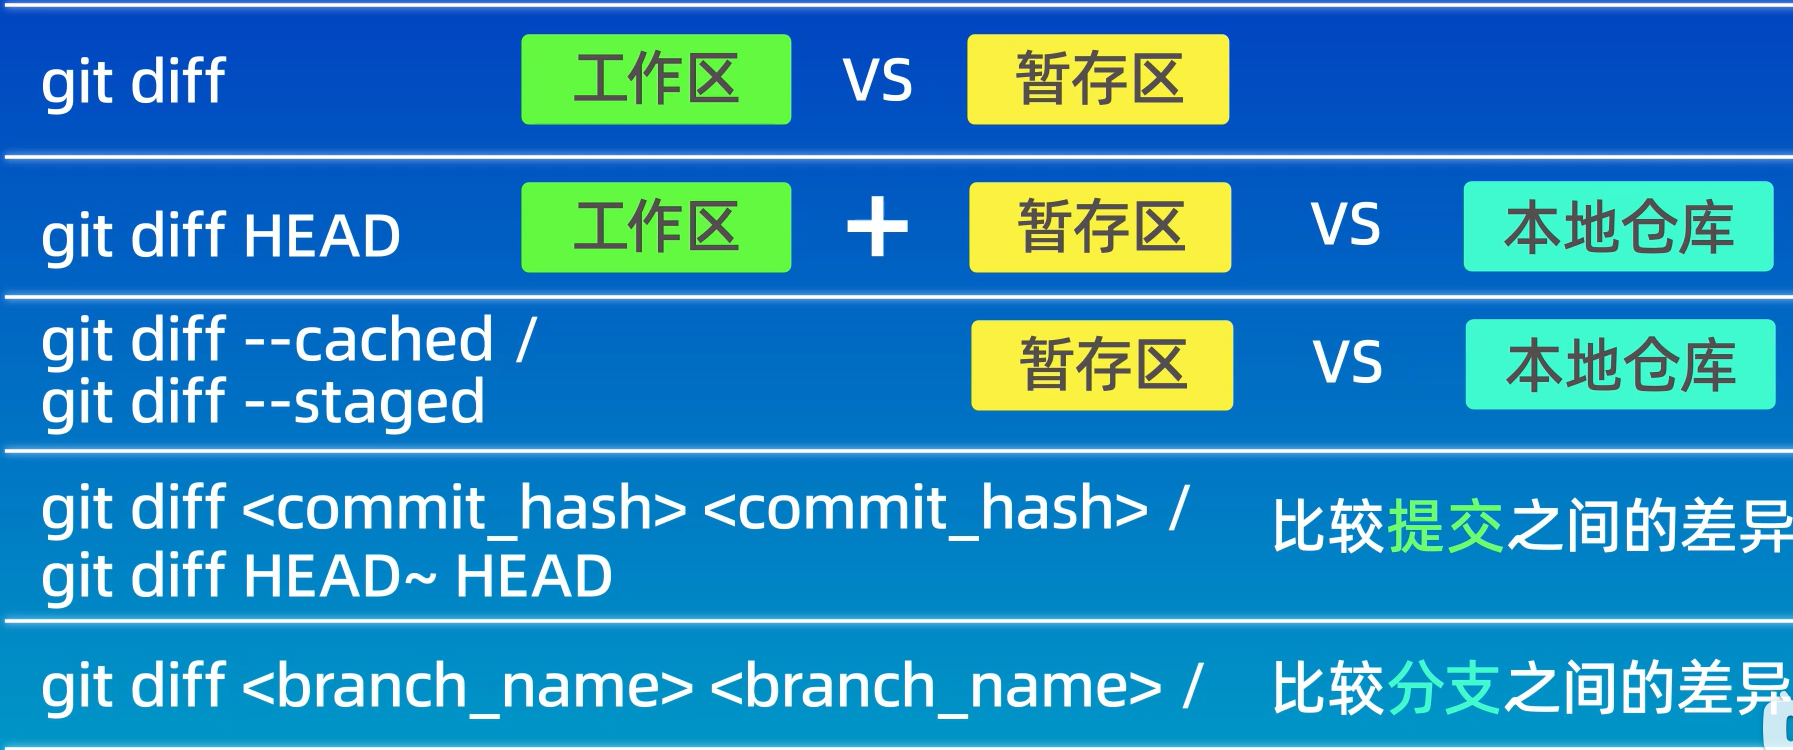 git diff 工作区 VS 暂存区
git diff HEAD 工作区 + 暂存区 VS 本地仓库
git diff --cached /
git diff --staged
暂存区 VS 本地仓库
git diff <commit_hash> <commit_hash> /
git diff HEAD~ HEAD
比较提交之间的差异
git diff <branch_name> <branch_name> /
比较分支之间的差异